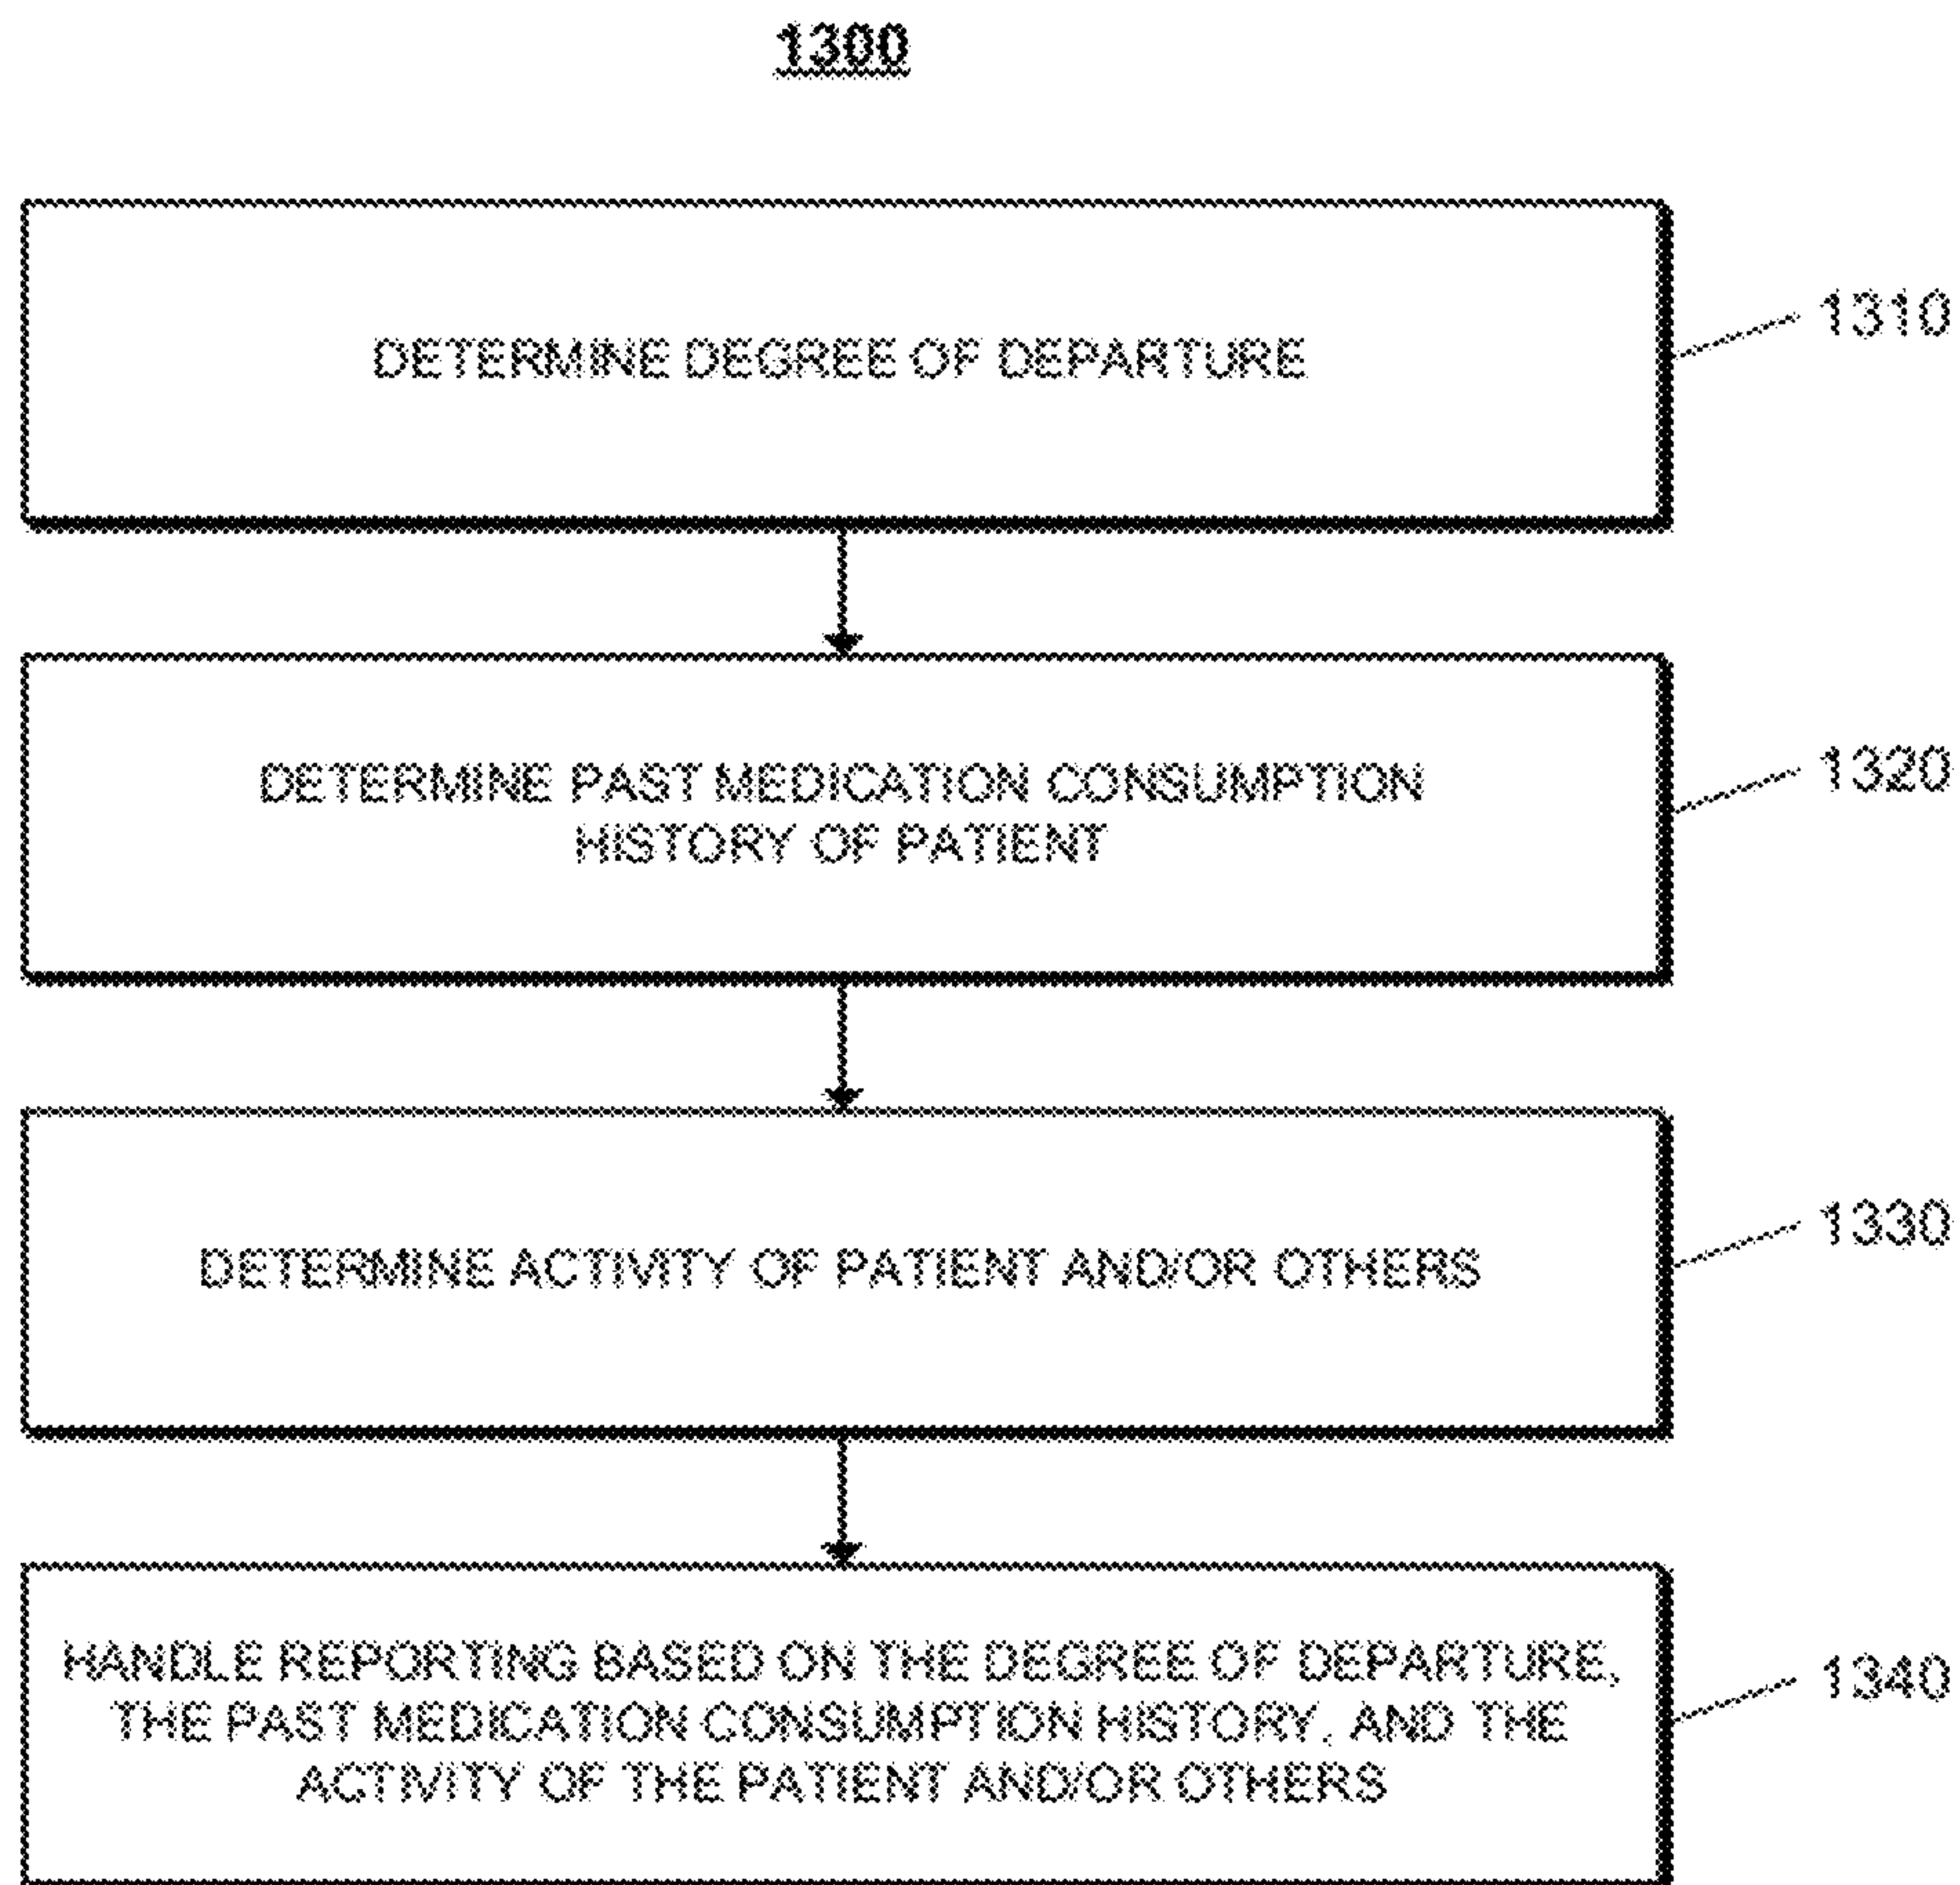 1300
DETERMINE DEGREE OF DEPARTURE
1310
DETERMINE PAST MEDICATION CONSUMPTION
HISTORY OF PATIENT
1320
DETERMINE ACTIVITY OF PATIENT AND/OR OTHERS
1330
HANDLE REPORTING BASED ON THE DEGREE OF DEPARTURE,
THE PAST MEDICATION CONSUMPTION HISTORY, AND THE
ACTIVITY OF THE PATIENT AND/OR OTHERS
1340